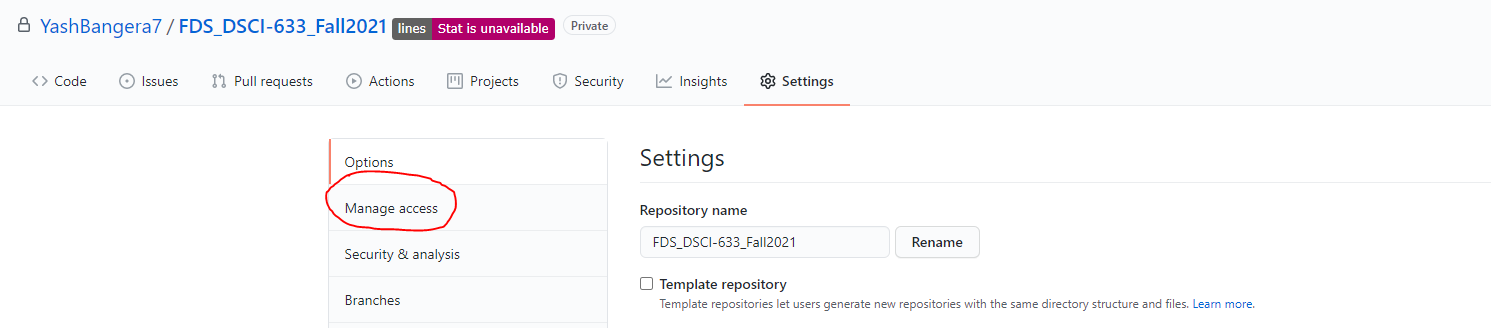 YashBangera7 / FDS_DSCI-633_Fall2021 lines Stat is unavailable Private
Code Issues Pull requests Actions Projects Security Insights Settings
Options
Manage access
Security & analysis
Branches
Settings
Repository name
FDS_DSCI-633_Fall2021 Rename
Template repository
Template repositories let users generate new repositories with the same directory structure and files. Learn more.